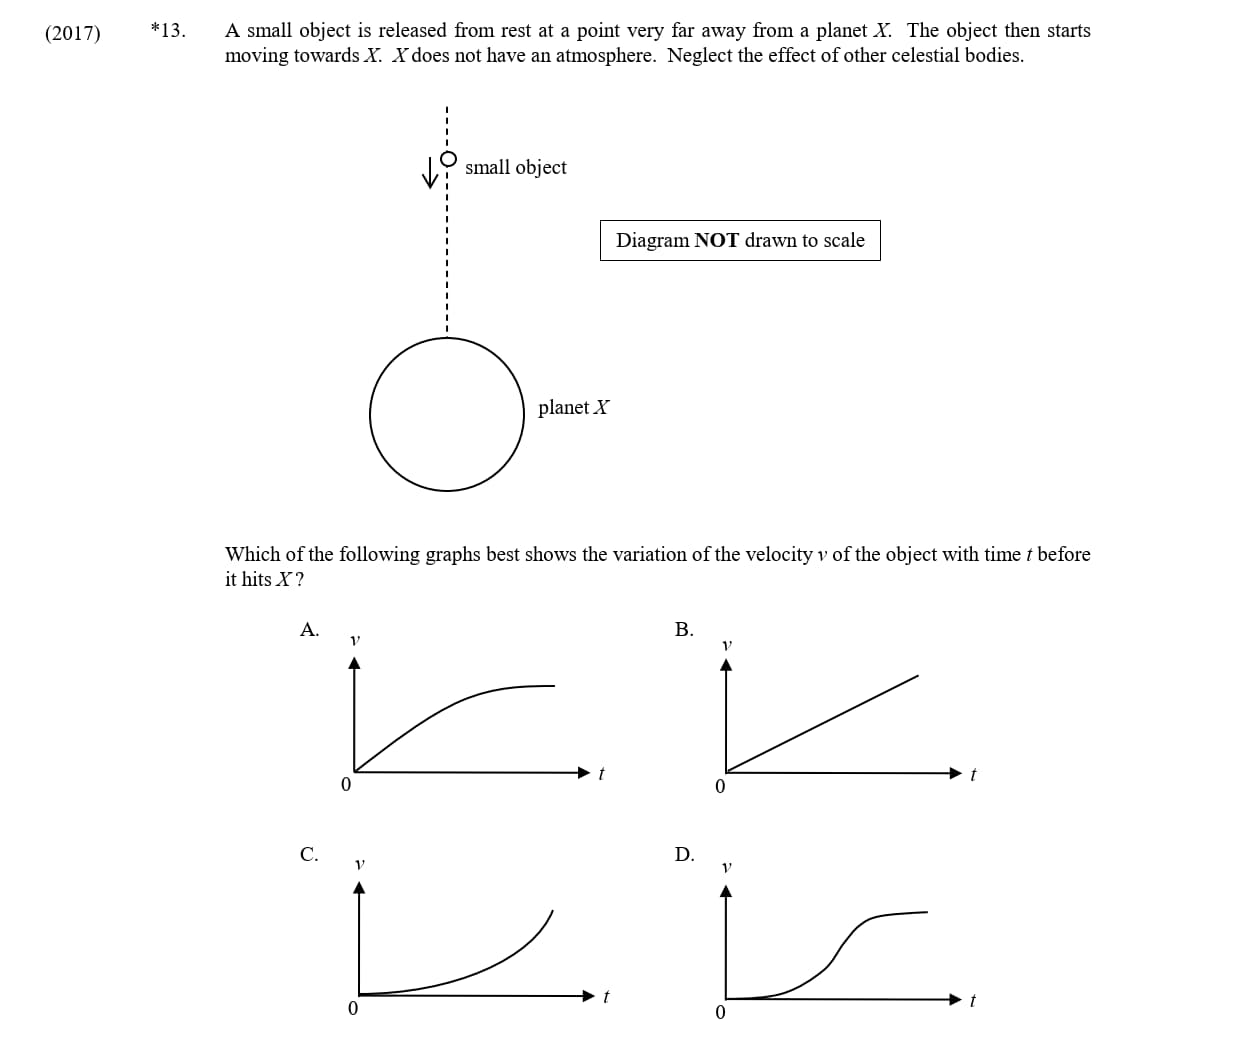 (2017) *13. A small object is released from rest at a point very far away from a planet X. The object then starts
moving towards X. X does not have an atmosphere. Neglect the effect of other celestial bodies.
small object
Diagram NOT drawn to scale
planet X
Which of the following graphs best shows the variation of the velocity v of the object with time t before
it hits X ?
A. B.
v v
t t
0 0
C. D.
v v
t t
0 0